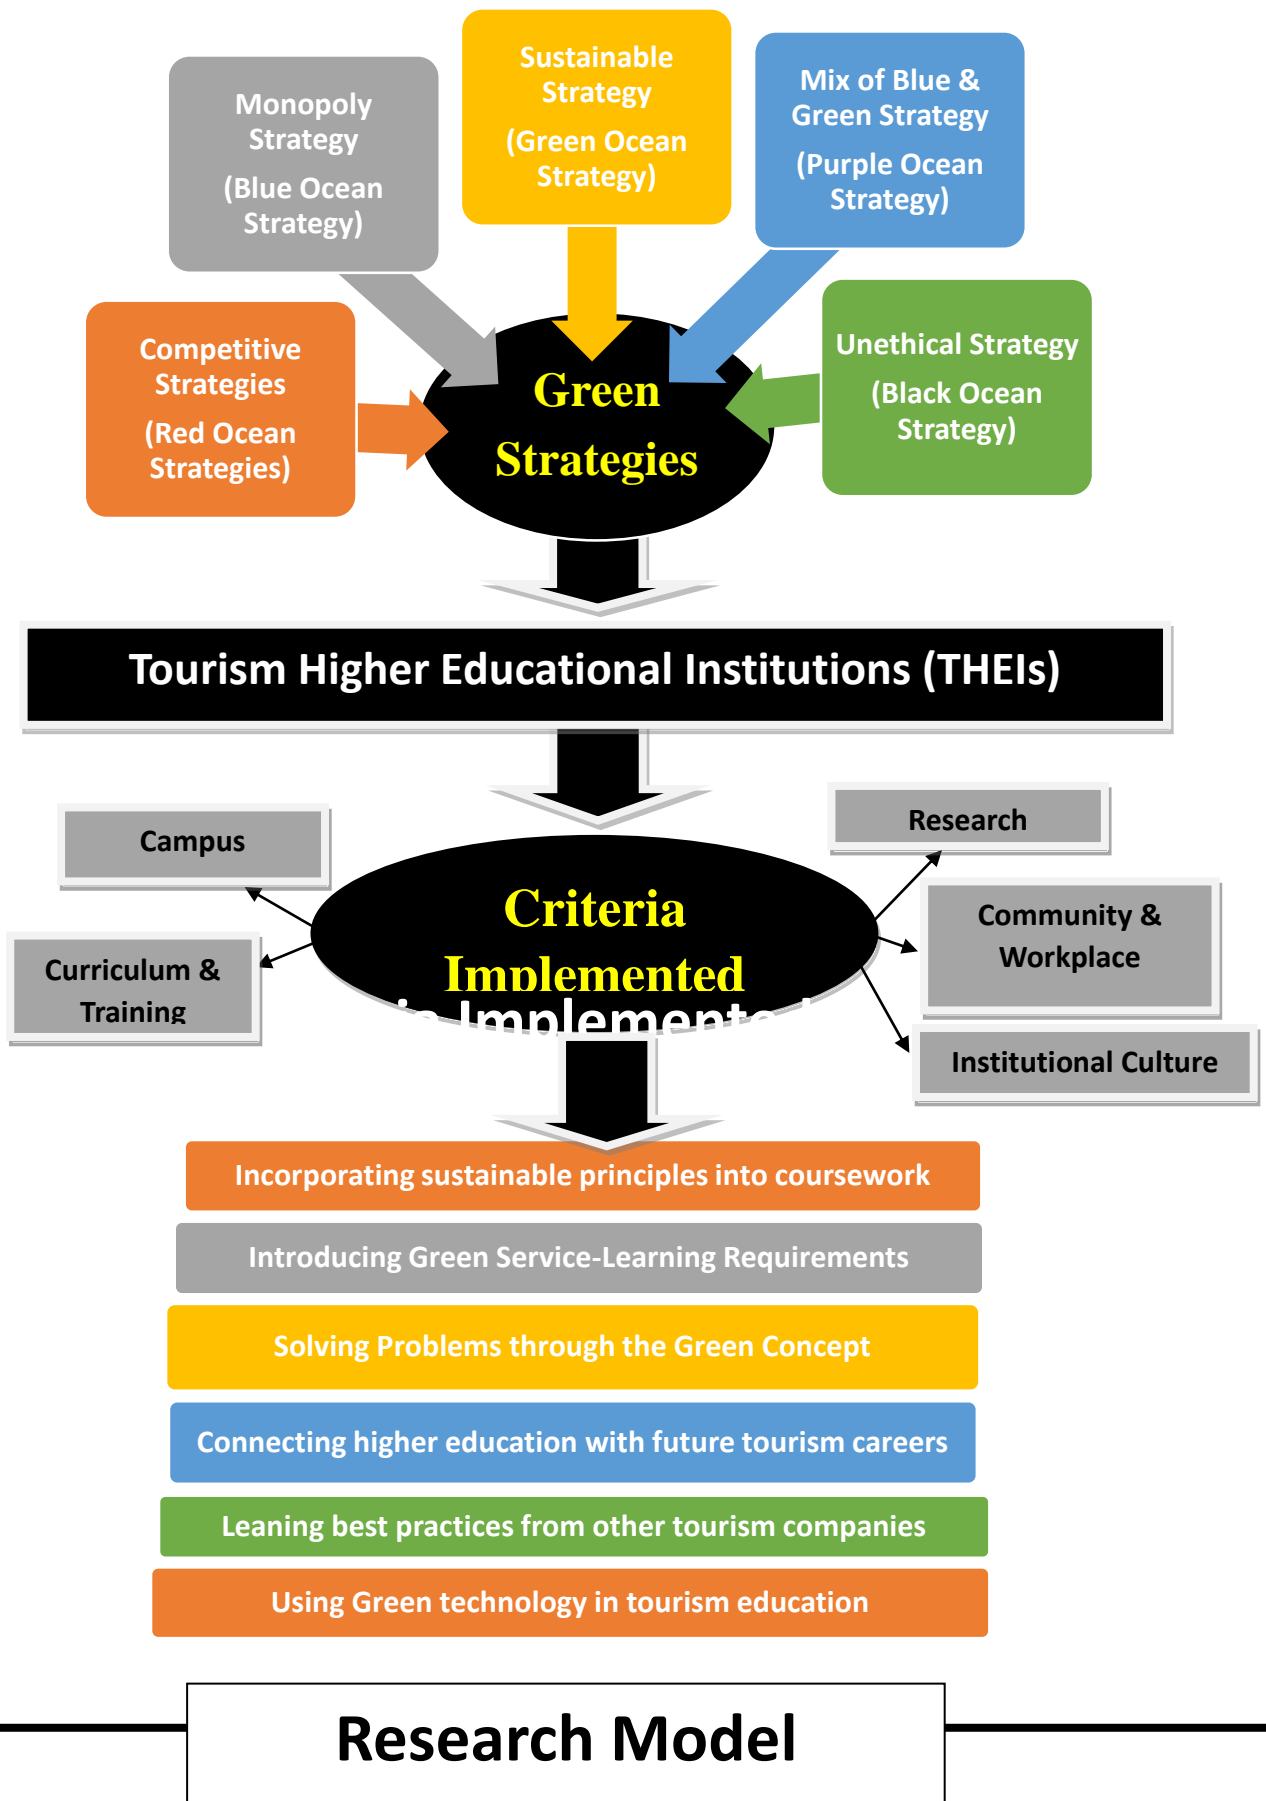 Sustainable
Strategy
(Green Ocean
Strategy)
Mix of Blue &
Green Strategy
(Purple Ocean
Strategy)
Monopoly
Strategy
(Blue Ocean
Strategy)
Competitive
Strategies
(Red Ocean
Strategies)
Unethical Strategy
(Black Ocean
Strategy)
Green
Strategies
Tourism Higher Educational Institutions (THEIs)
Campus
Research
Curriculum &
Training
Criteria
Implemented
Community &
Workplace
Institutional Culture
Implemented
Incorporating sustainable principles into coursework
Introducing Green Service-Learning Requirements
Solving Problems through the Green Concept
Connecting higher education with future tourism careers
Leaning best practices from other tourism companies
Using Green technology in tourism education
Research Model